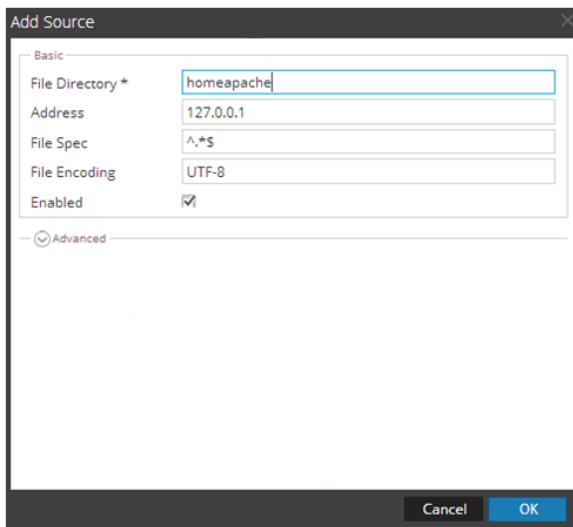 Add Source
Basic
File Directory * homeapache
Address 127.0.0.1
File Spec ^.*$
File Encoding UTF-8
Enabled
Advanced
Cancel OK